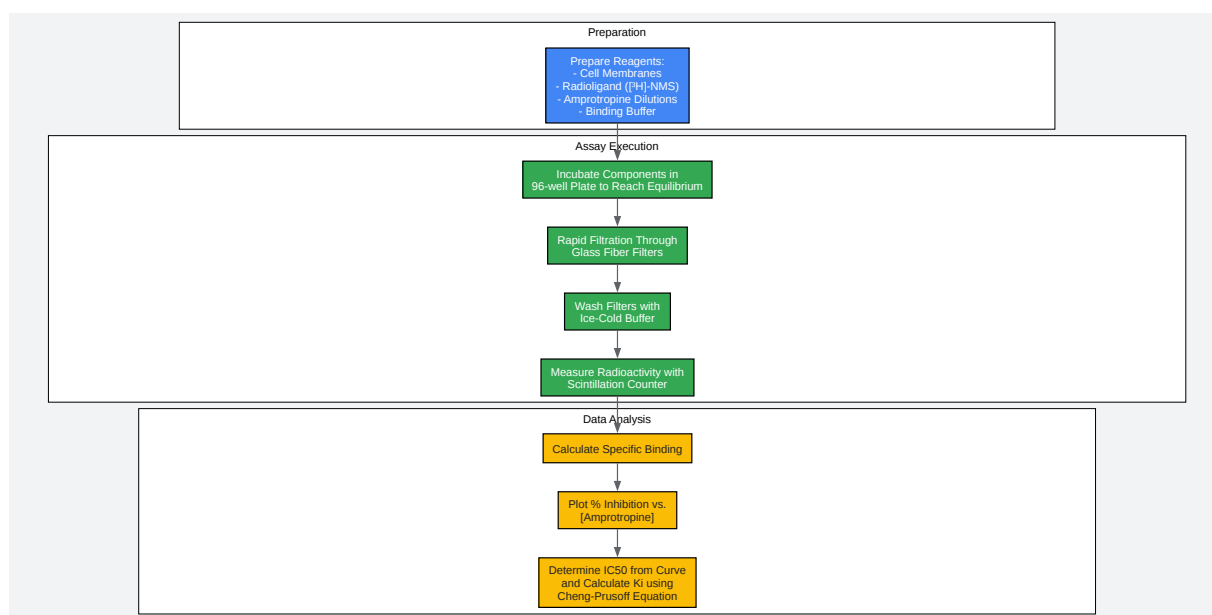 Preparation
Prepare Reagents:
- Cell Membranes
- Radioligand ([³H]-NMS)
- Amprotropine Dilutions
- Binding Buffer
Assay Execution
Incubate Components in
96-well Plate to Reach Equilibrium
Rapid Filtration Through
Glass Fiber Filters
Wash Filters with
Ice-Cold Buffer
Measure Radioactivity with
Scintillation Counter
Data Analysis
Calculate Specific Binding
Plot % Inhibition vs.
[Amprotropine]
Determine IC50 from Curve
and Calculate Ki using
Cheng-Prusoff Equation